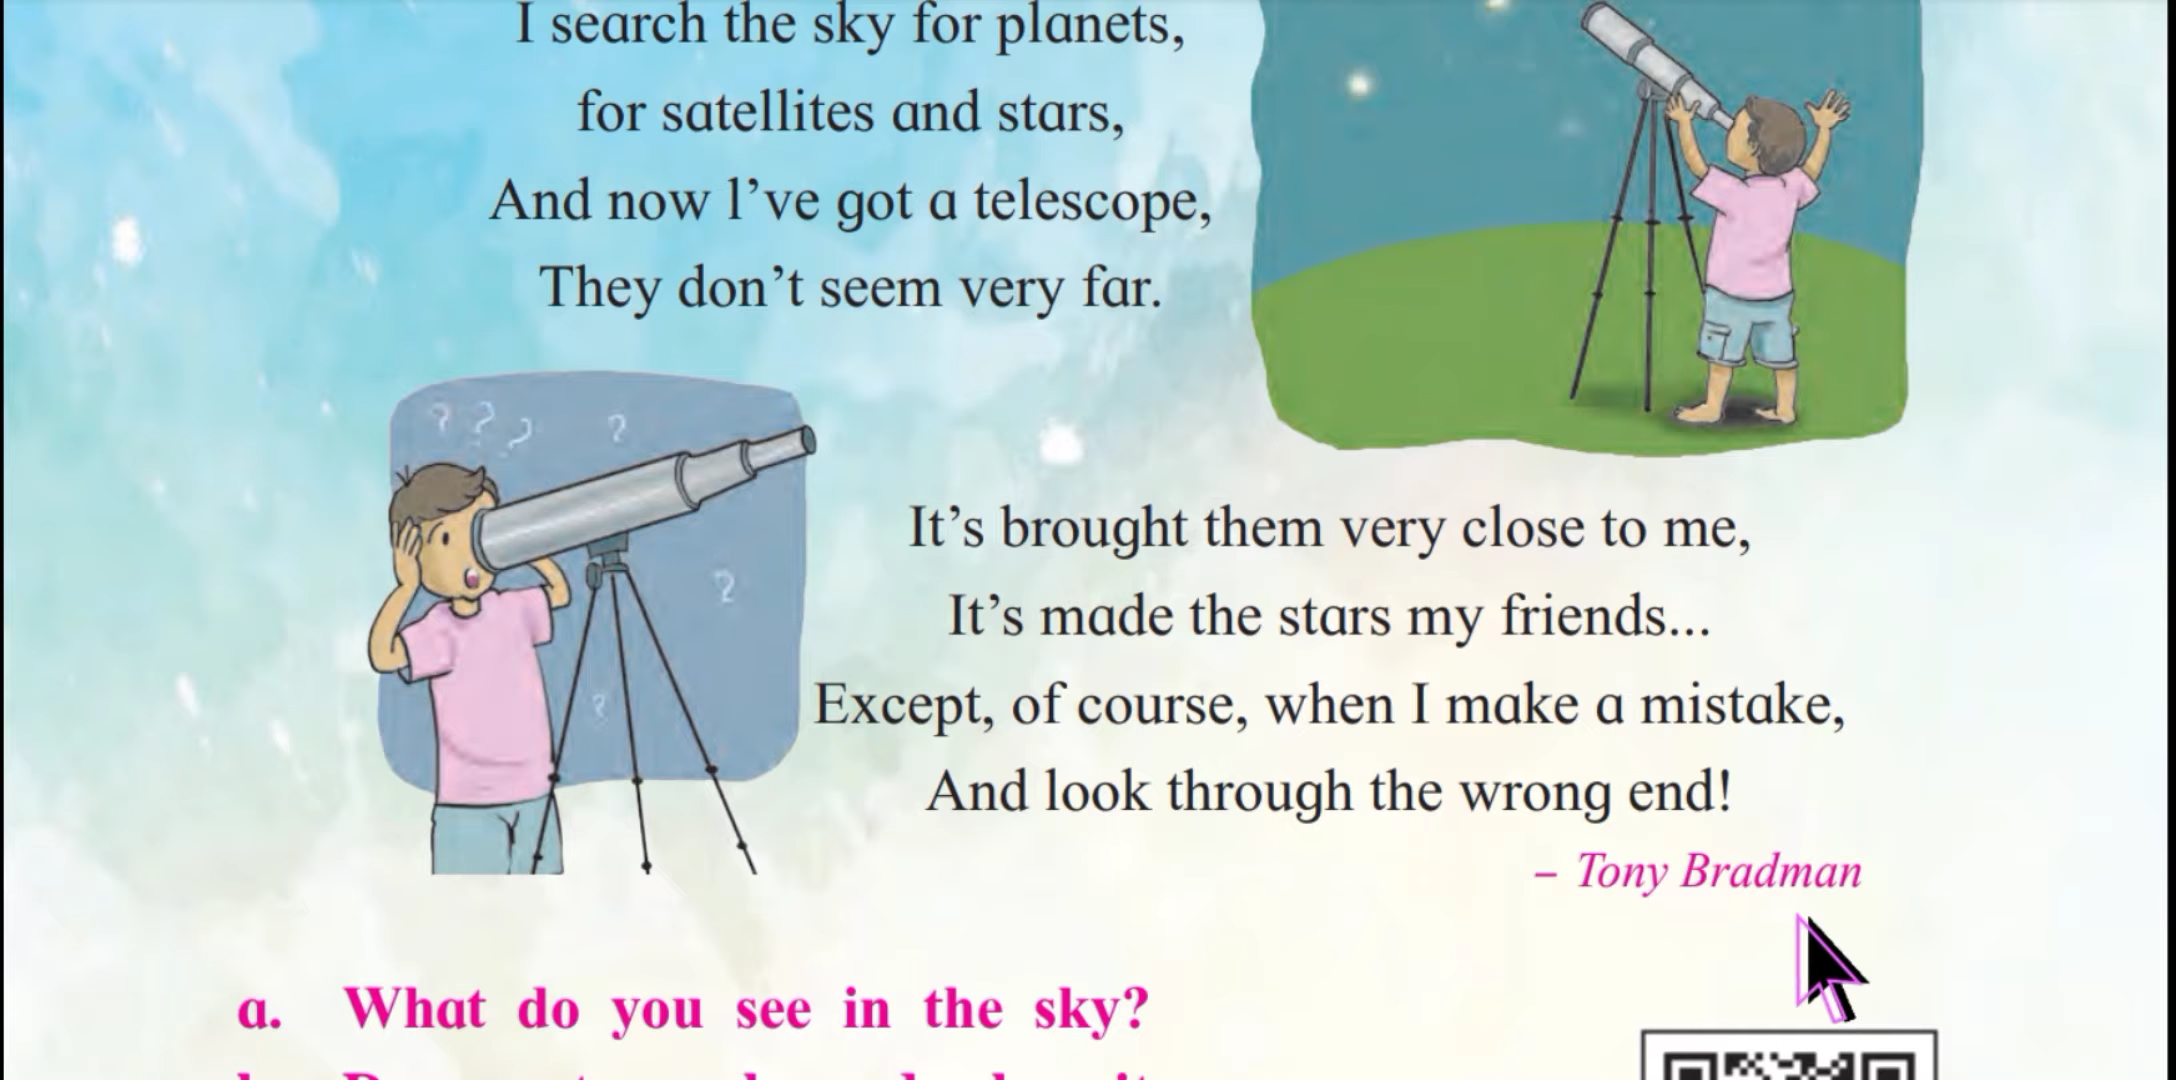 I search the sky for planets,
for satellites and stars,
And now l’ve got a telescope,
They don’t seem very far.
? ? ? ?
?
?
It’s brought them very close to me,
It’s made the stars my friends...
Except, of course, when I make a mistake,
And look through the wrong end!
– Tony Bradman
a. What do you see in the sky?